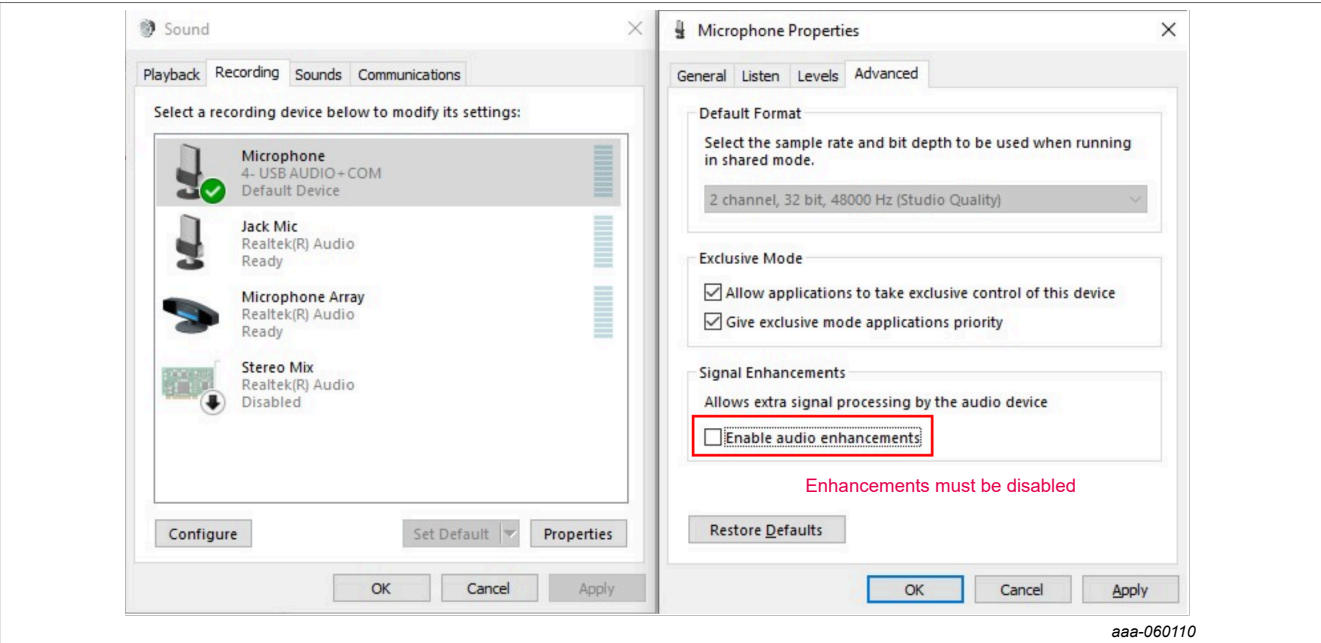 Sound
Playback Recording Sounds Communications
Select a recording device below to modify its settings:
Microphone
4- USB AUDIO+COM
Default Device
Jack Mic
Realtek(R) Audio
Ready
Microphone Array
Realtek(R) Audio
Ready
Stereo Mix
Realtek(R) Audio
Disabled
Configure Set Default Properties
OK Cancel Apply
Microphone Properties
General Listen Levels Advanced
Default Format
Select the sample rate and bit depth to be used when running
in shared mode.
2 channel, 32 bit, 48000 Hz (Studio Quality)
Exclusive Mode
Allow applications to take exclusive control of this device
Give exclusive mode applications priority
Signal Enhancements
Allows extra signal processing by the audio device
Enable audio enhancements
Enhancements must be disabled
Restore Defaults
OK Cancel Apply
aaa-060110